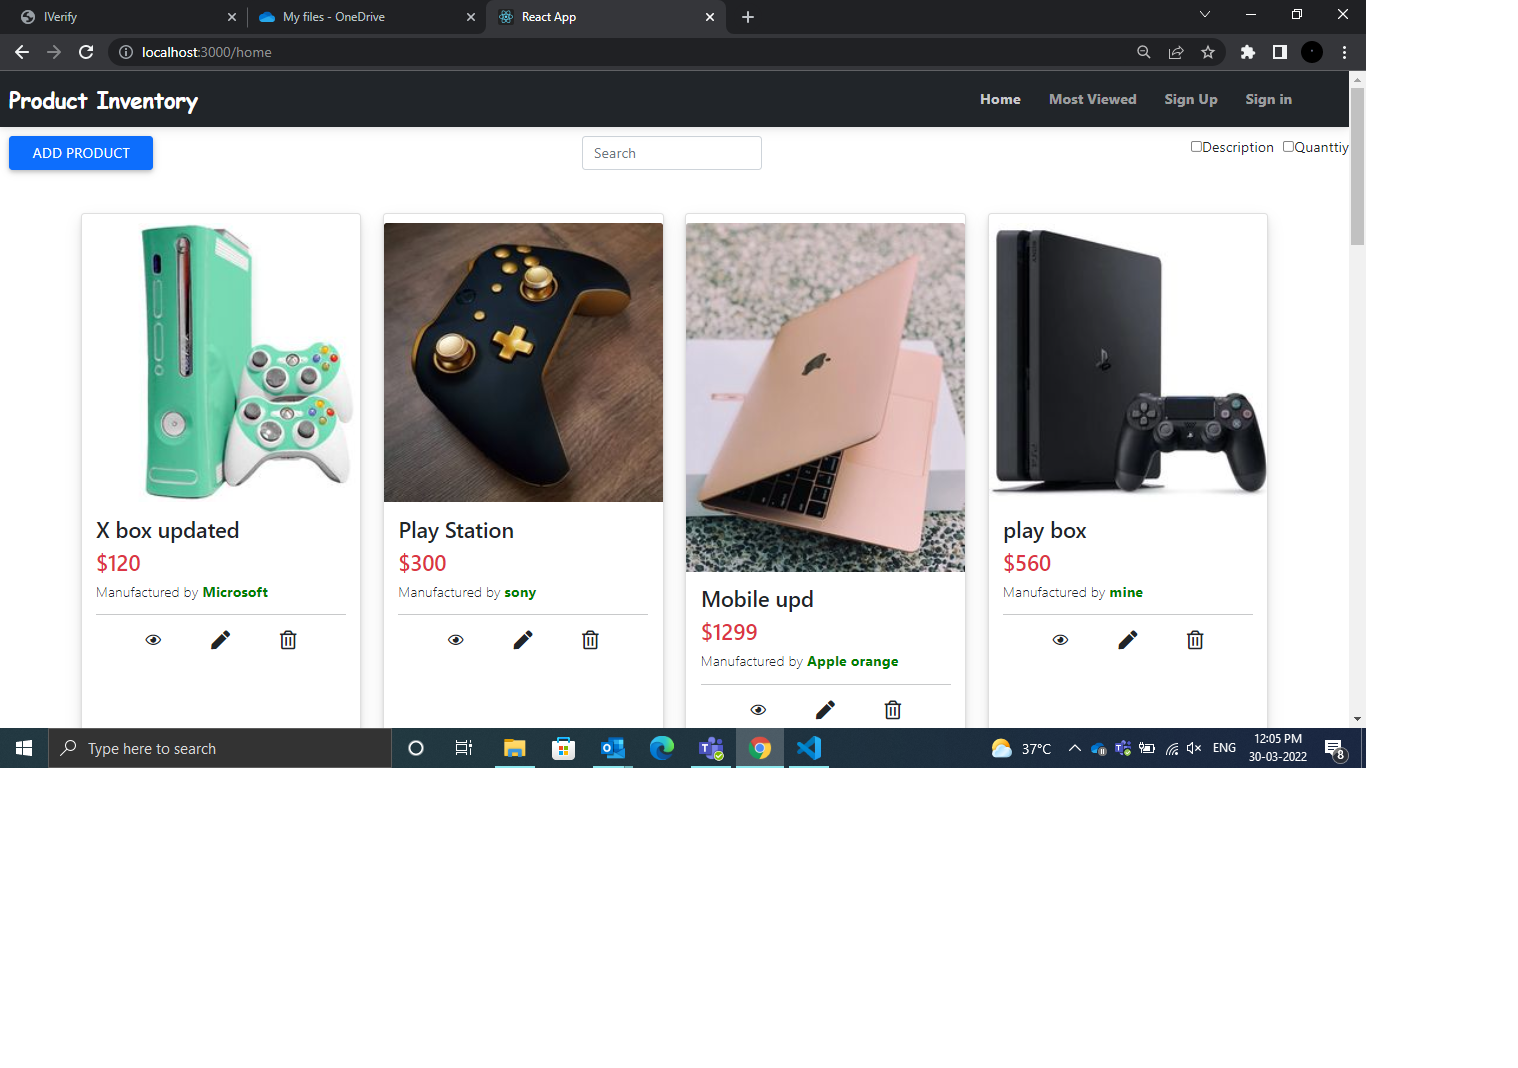 IVerify
My files - OneDrive
React App
localhost:3000/home
Product Inventory
Home
Most Viewed
Sign Up
Sign in
ADD PRODUCT
Search
Description
Quanttiy
X box updated
$120
Manufactured by Microsoft
Play Station
$300
Manufactured by sony
Mobile upd
$1299
Manufactured by Apple orange
play box
$560
Manufactured by mine
Type here to search
37°C
ENG
12:05 PM
30-03-2022
8